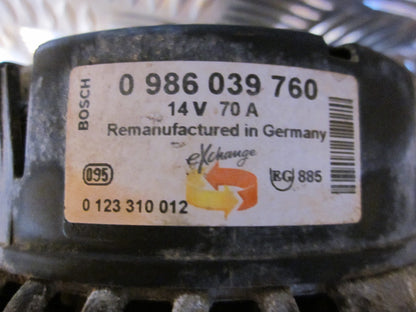 BOSCH
0 986 039 760
14 V 70 A
Remanufactured in Germany
eXchange
095
EG 885
0 123 310 012